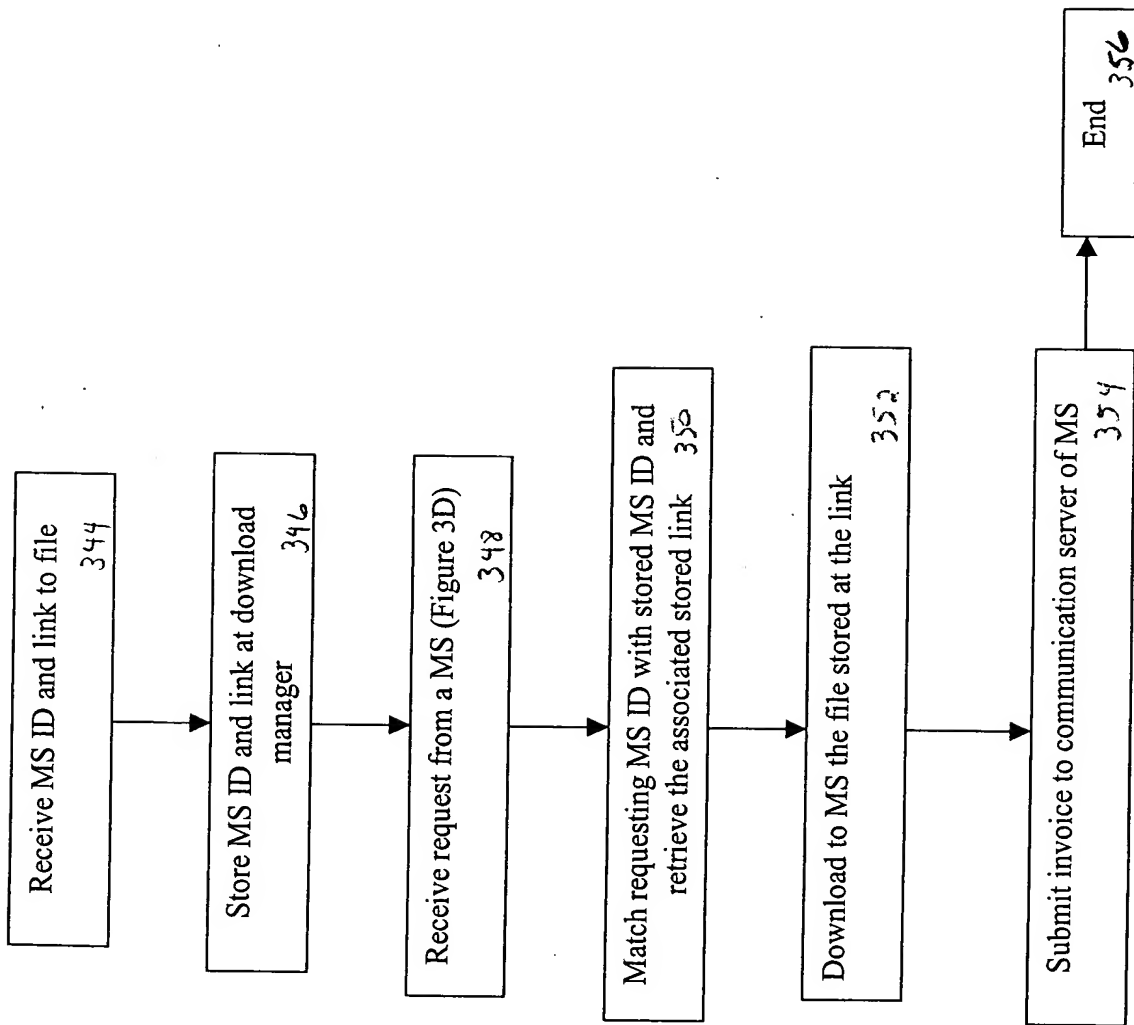 Receive MS ID and link to file
344
Store MS ID and link at download
manager 346
Receive request from a MS (Figure 3D)
348
Match requesting MS ID with stored MS ID and
retrieve the associated stored link 350
Download to MS the file stored at the link
352
Submit invoice to communication server of MS
354
End
356